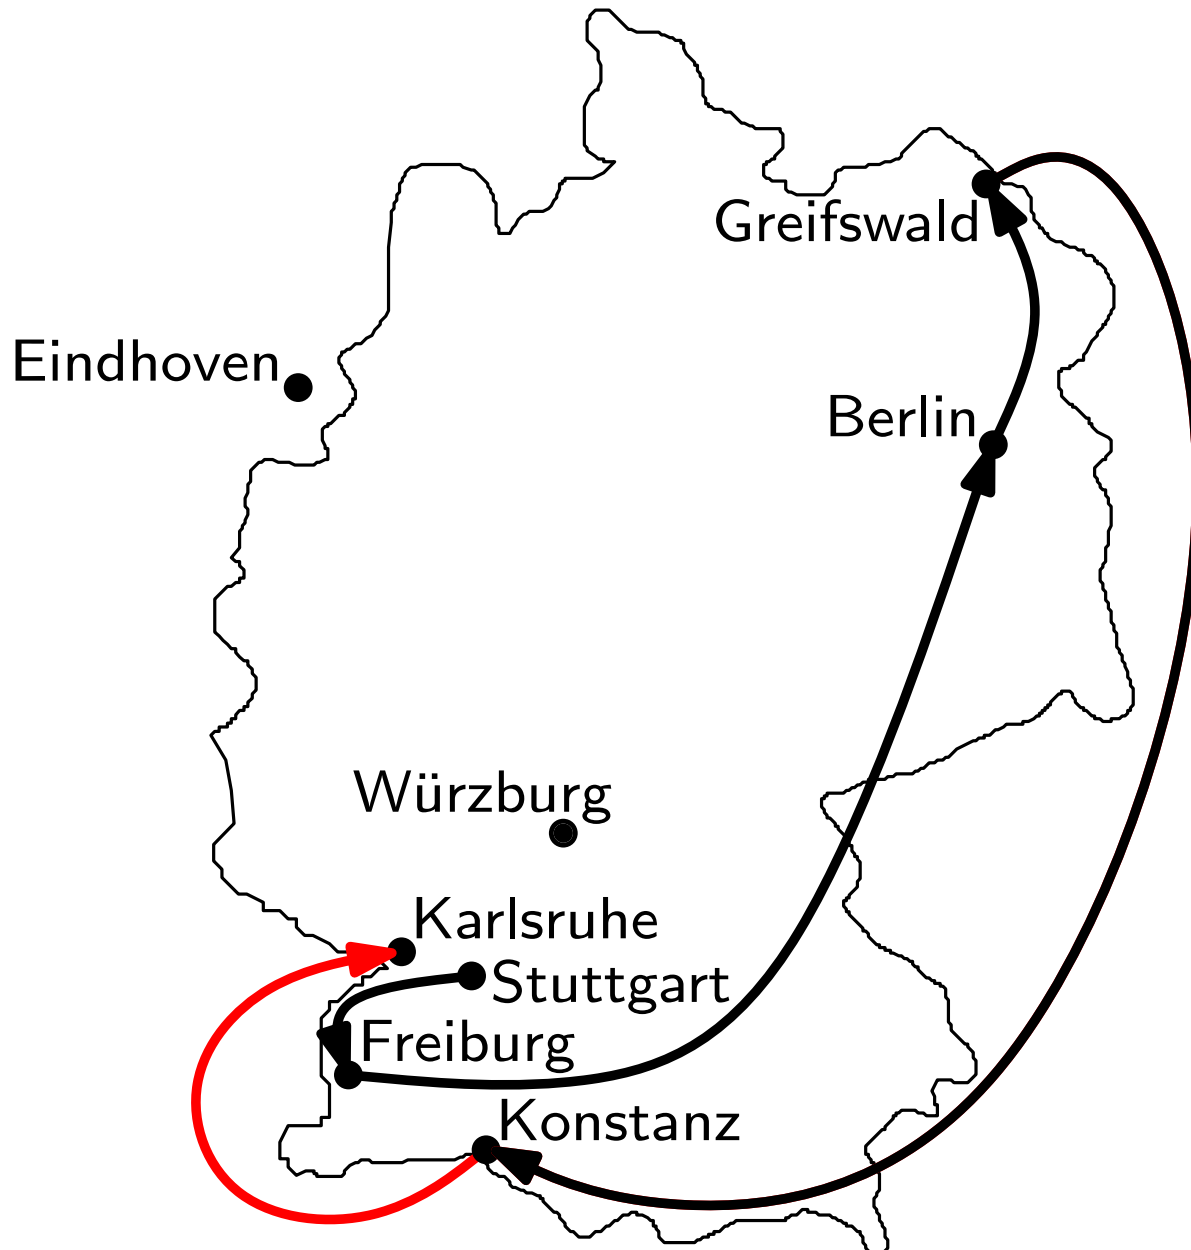 Greifswald
Eindhoven
Berlin
Würzburg
Karlsruhe
Stuttgart
Freiburg
Konstanz